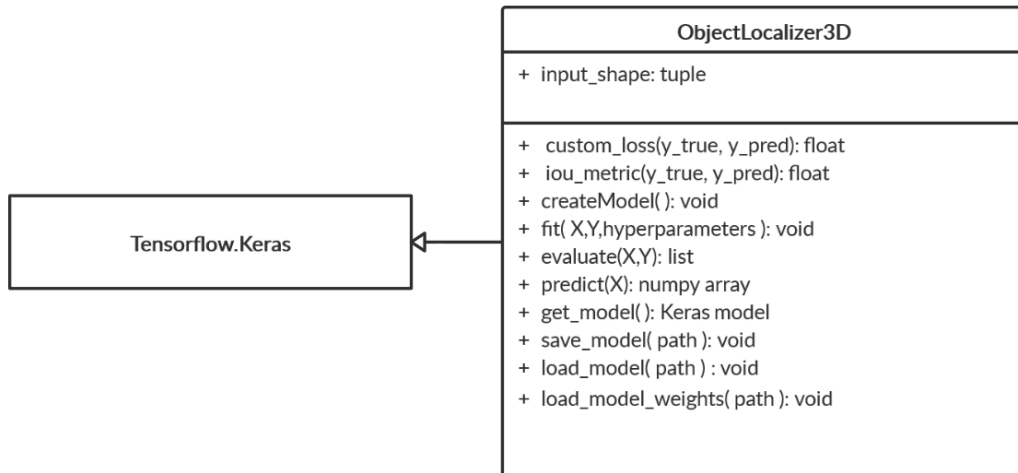 ObjectLocalizer3D
+ input_shape: tuple
+ custom_loss(y_true, y_pred): float
+ iou_metric(y_true, y_pred): float
+ createModel( ): void
+ fit( X,Y,hyperparameters ): void
+ evaluate(X,Y): list
+ predict(X): numpy array
+ get_model( ): Keras model
+ save_model( path ): void
+ load_model( path ) : void
+ load_model_weights( path ): void
Tensorflow.Keras